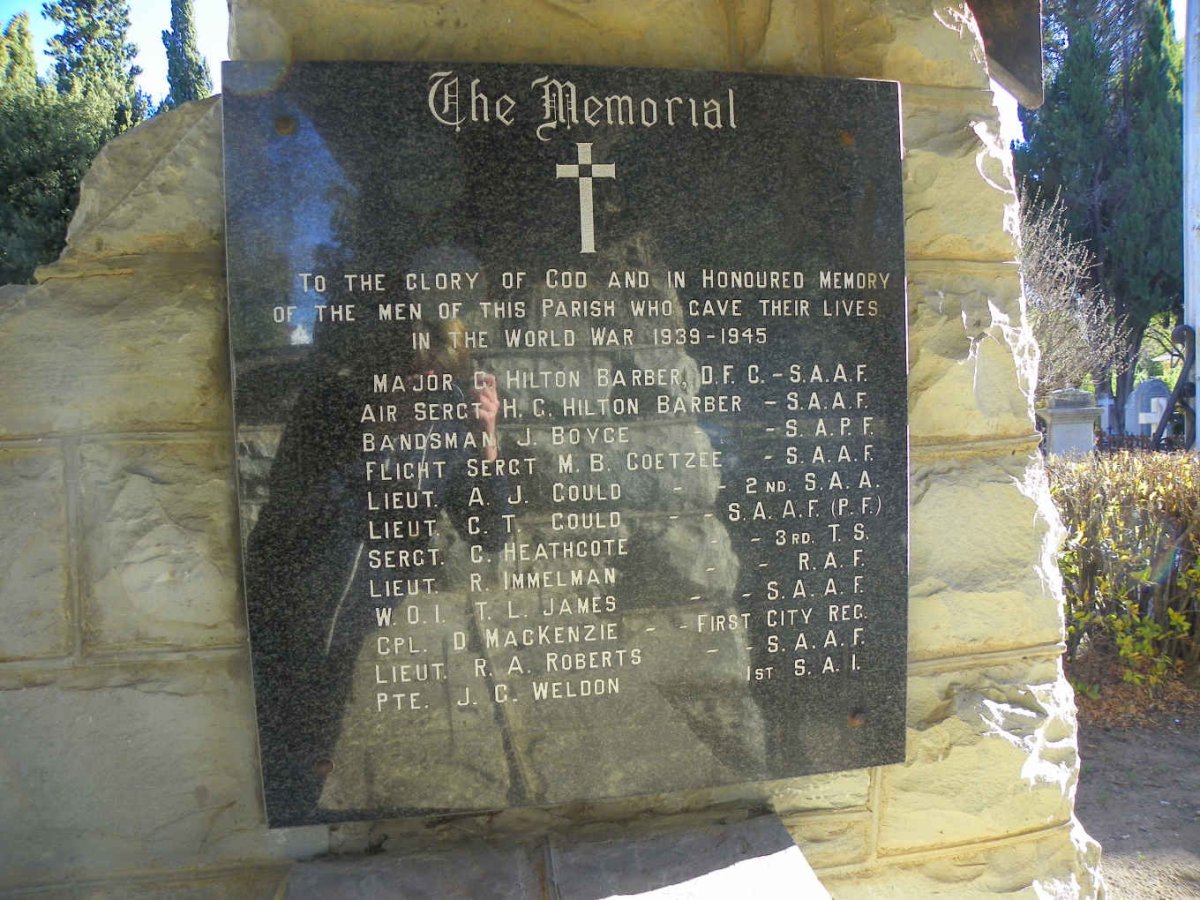 The Memorial
TO THE GLORY OF GOD AND IN HONOURED MEMORY
OF THE MEN OF THIS PARISH WHO GAVE THEIR LIVES
IN THE WORLD WAR 1939-1945
MAJOR C. HILTON BARBER, D.F.C. - S.A.A.F.
AIR SERGT H. C. HILTON BARBER - S.A.A.F.
BANDSMAN J. BOYCE - - S.A.P.F.
FLIGHT SERGT M. B. COETZEE - S.A.A.F.
LIEUT. A. J. GOULD - - 2ND. S.A.A.
LIEUT. C. T. GOULD - - S.A.A.F. (P.F.)
SERGT. C. HEATHCOTE - - 3RD. T.S.
LIEUT. R. IMMELMAN - - R.A.F.
W.O.I. T. L. JAMES - - S.A.A.F.
CPL. D MACKENZIE - - FIRST CITY REG.
LIEUT. R. A. ROBERTS - - S.A.A.F.
PTE. J. C. WELDON 1ST S.A.I.